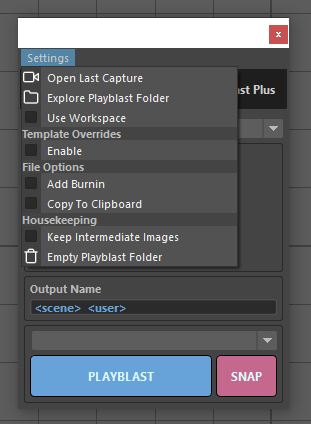 x
Settings
Open Last Capture
st Plus
Explore Playblast Folder
Use Workspace
Template Overrides
Enable
File Options
Add Burnin
Copy To Clipboard
Housekeeping
Keep Intermediate Images
Empty Playblast Folder
Output Name
<scene> <user>
PLAYBLAST
SNAP